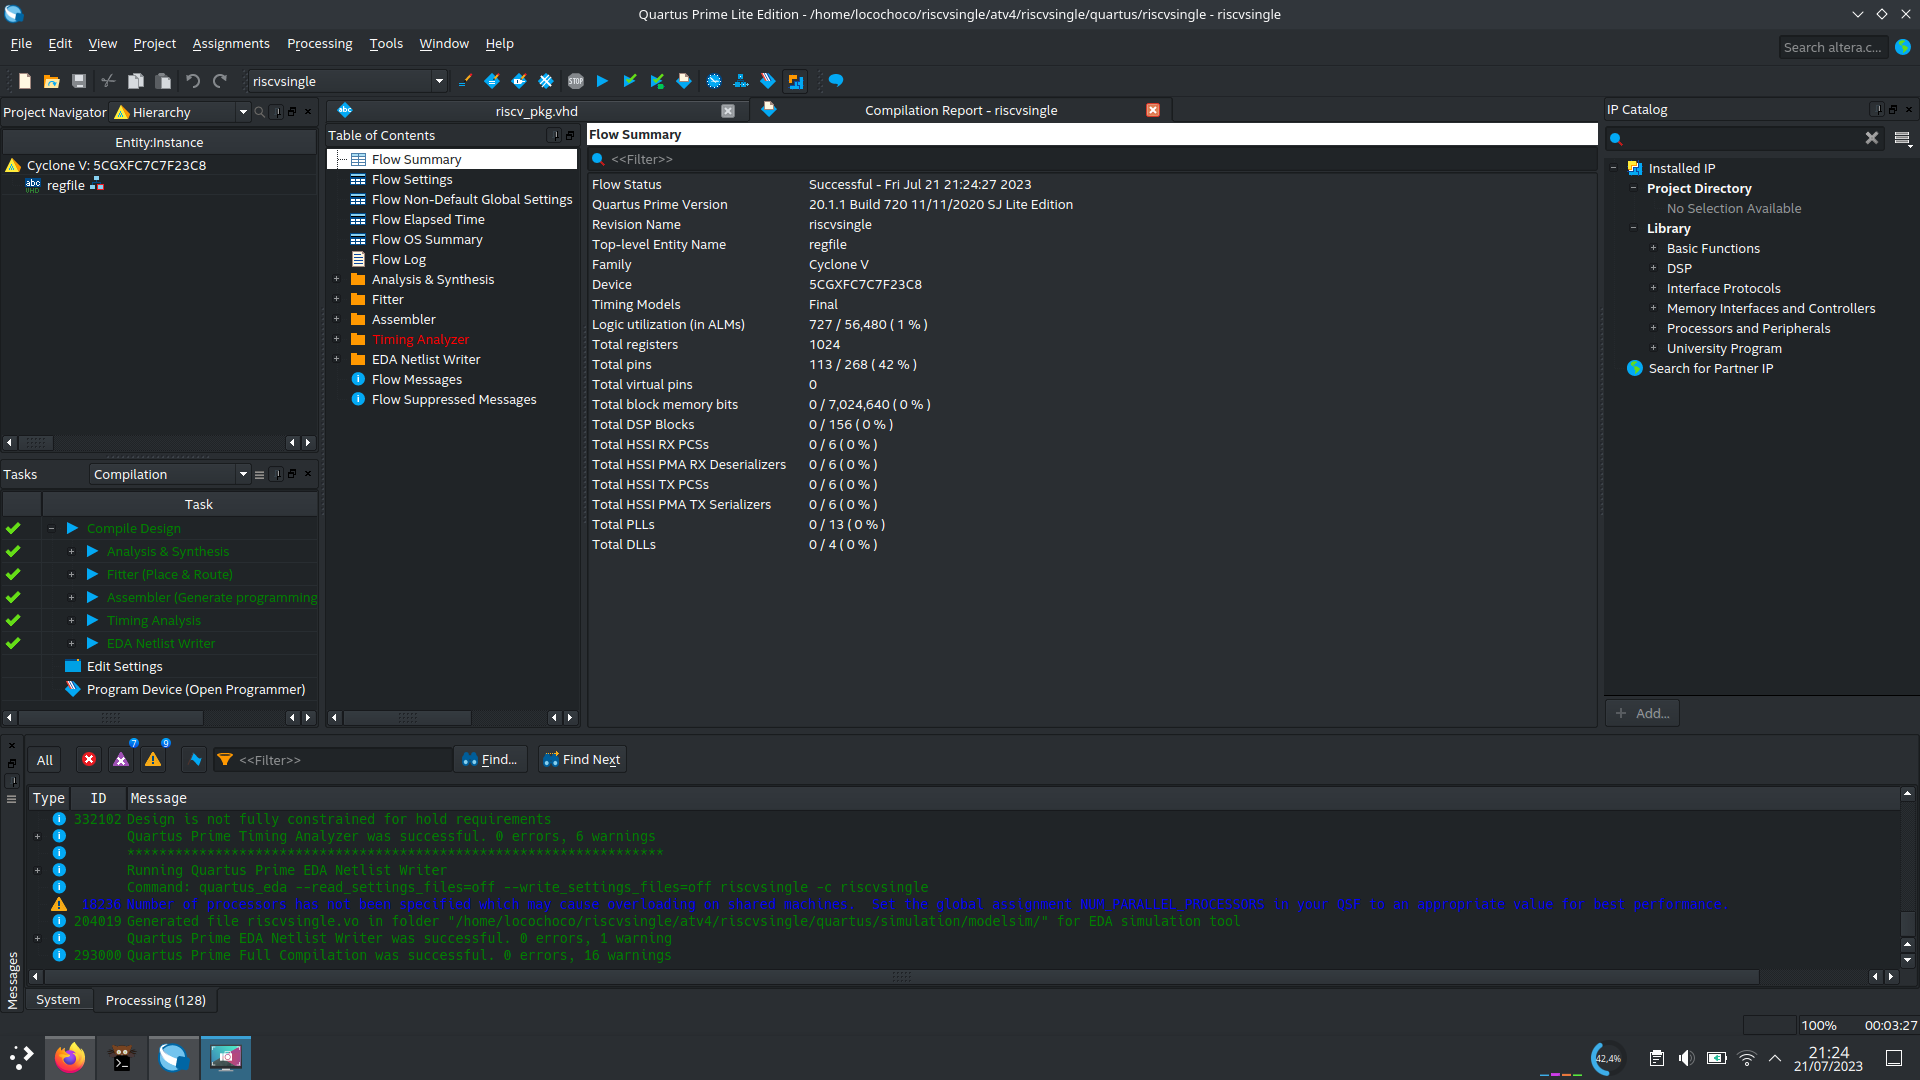 Quartus Prime Lite Edition - /home/locochoco/riscvsingle/atv4/riscvsingle/quartus/riscvsingle - riscvsingle
File Edit View Project Assignments Processing Tools Window Help
Search altera.c...
riscvsingle
STOP
Project Navigator Hierarchy
Entity:Instance
Cyclone V: 5CGXFC7C7F23C8
abc regfile
Tasks Compilation
Task
Compile Design
Analysis & Synthesis
Fitter (Place & Route)
Assembler (Generate programming
Timing Analysis
EDA Netlist Writer
Edit Settings
Program Device (Open Programmer)
abc riscv_pkg.vhd
Compilation Report - riscvsingle
Table of Contents
Flow Summary
Flow Settings
Flow Non-Default Global Settings
Flow Elapsed Time
Flow OS Summary
Flow Log
Analysis & Synthesis
Fitter
Assembler
Timing Analyzer
EDA Netlist Writer
Flow Messages
Flow Suppressed Messages
Flow Summary
<<Filter>>
Flow Status Successful - Fri Jul 21 21:24:27 2023
Quartus Prime Version 20.1.1 Build 720 11/11/2020 SJ Lite Edition
Revision Name riscvsingle
Top-level Entity Name regfile
Family Cyclone V
Device 5CGXFC7C7F23C8
Timing Models Final
Logic utilization (in ALMs) 727 / 56,480 ( 1 % )
Total registers 1024
Total pins 113 / 268 ( 42 % )
Total virtual pins 0
Total block memory bits 0 / 7,024,640 ( 0 % )
Total DSP Blocks 0 / 156 ( 0 % )
Total HSSI RX PCSs 0 / 6 ( 0 % )
Total HSSI PMA RX Deserializers 0 / 6 ( 0 % )
Total HSSI TX PCSs 0 / 6 ( 0 % )
Total HSSI PMA TX Serializers 0 / 6 ( 0 % )
Total PLLs 0 / 13 ( 0 % )
Total DLLs 0 / 4 ( 0 % )
IP Catalog
Installed IP
Project Directory
No Selection Available
Library
Basic Functions
DSP
Interface Protocols
Memory Interfaces and Controllers
Processors and Peripherals
University Program
Search for Partner IP
+ Add...
All 7 9 <<Filter>> Find... Find Next
Type ID Message
332102 Design is not fully constrained for hold requirements
Quartus Prime Timing Analyzer was successful. 0 errors, 6 warnings
*******************************************************************
Running Quartus Prime EDA Netlist Writer
Command: quartus_eda --read_settings_files=off --write_settings_files=off riscvsingle -c riscvsingle
18236 Number of processors has not been specified which may cause overloading on shared machines.  Set the global assignment NUM_PARALLEL_PROCESSORS in your QSF to an appropriate value for best performance.
204019 Generated file riscvsingle.vo in folder "/home/locochoco/riscvsingle/atv4/riscvsingle/quartus/simulation/modelsim/" for EDA simulation tool
Quartus Prime EDA Netlist Writer was successful. 0 errors, 1 warning
293000 Quartus Prime Full Compilation was successful. 0 errors, 16 warnings
Messages
System Processing (128)
100% 00:03:27
42,4%
21:24
21/07/2023